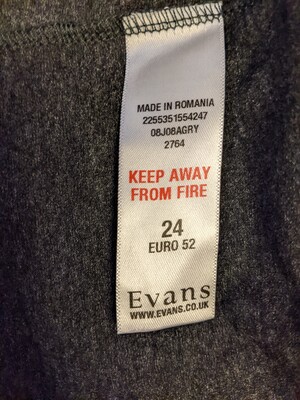 MADE IN ROMANIA
2255351554247
08J08AGRY
2764
KEEP AWAY
FROM FIRE
24
EURO 52
Evans
WWW.EVANS.CO.UK